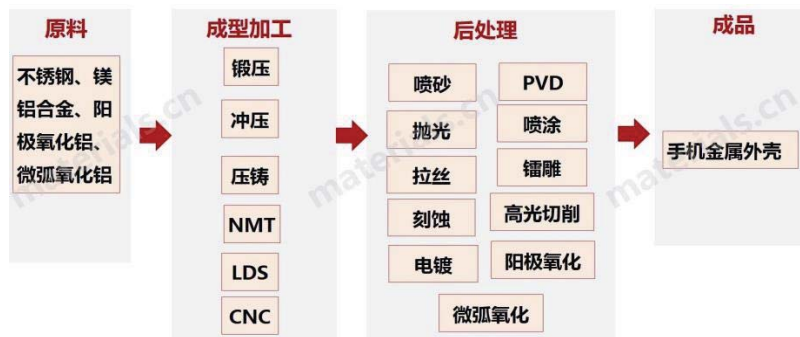 原料
不锈钢、镁
铝合金、阳
极氧化铝、
微弧氧化铝
成型加工
锻压
冲压
压铸
NMT
LDS
CNC
后处理
喷砂
PVD
抛光
喷涂
拉丝
镭雕
刻蚀
高光切削
电镀
阳极氧化
微弧氧化
成品
手机金属外壳
materials.cn
materials.cn
materials.cn